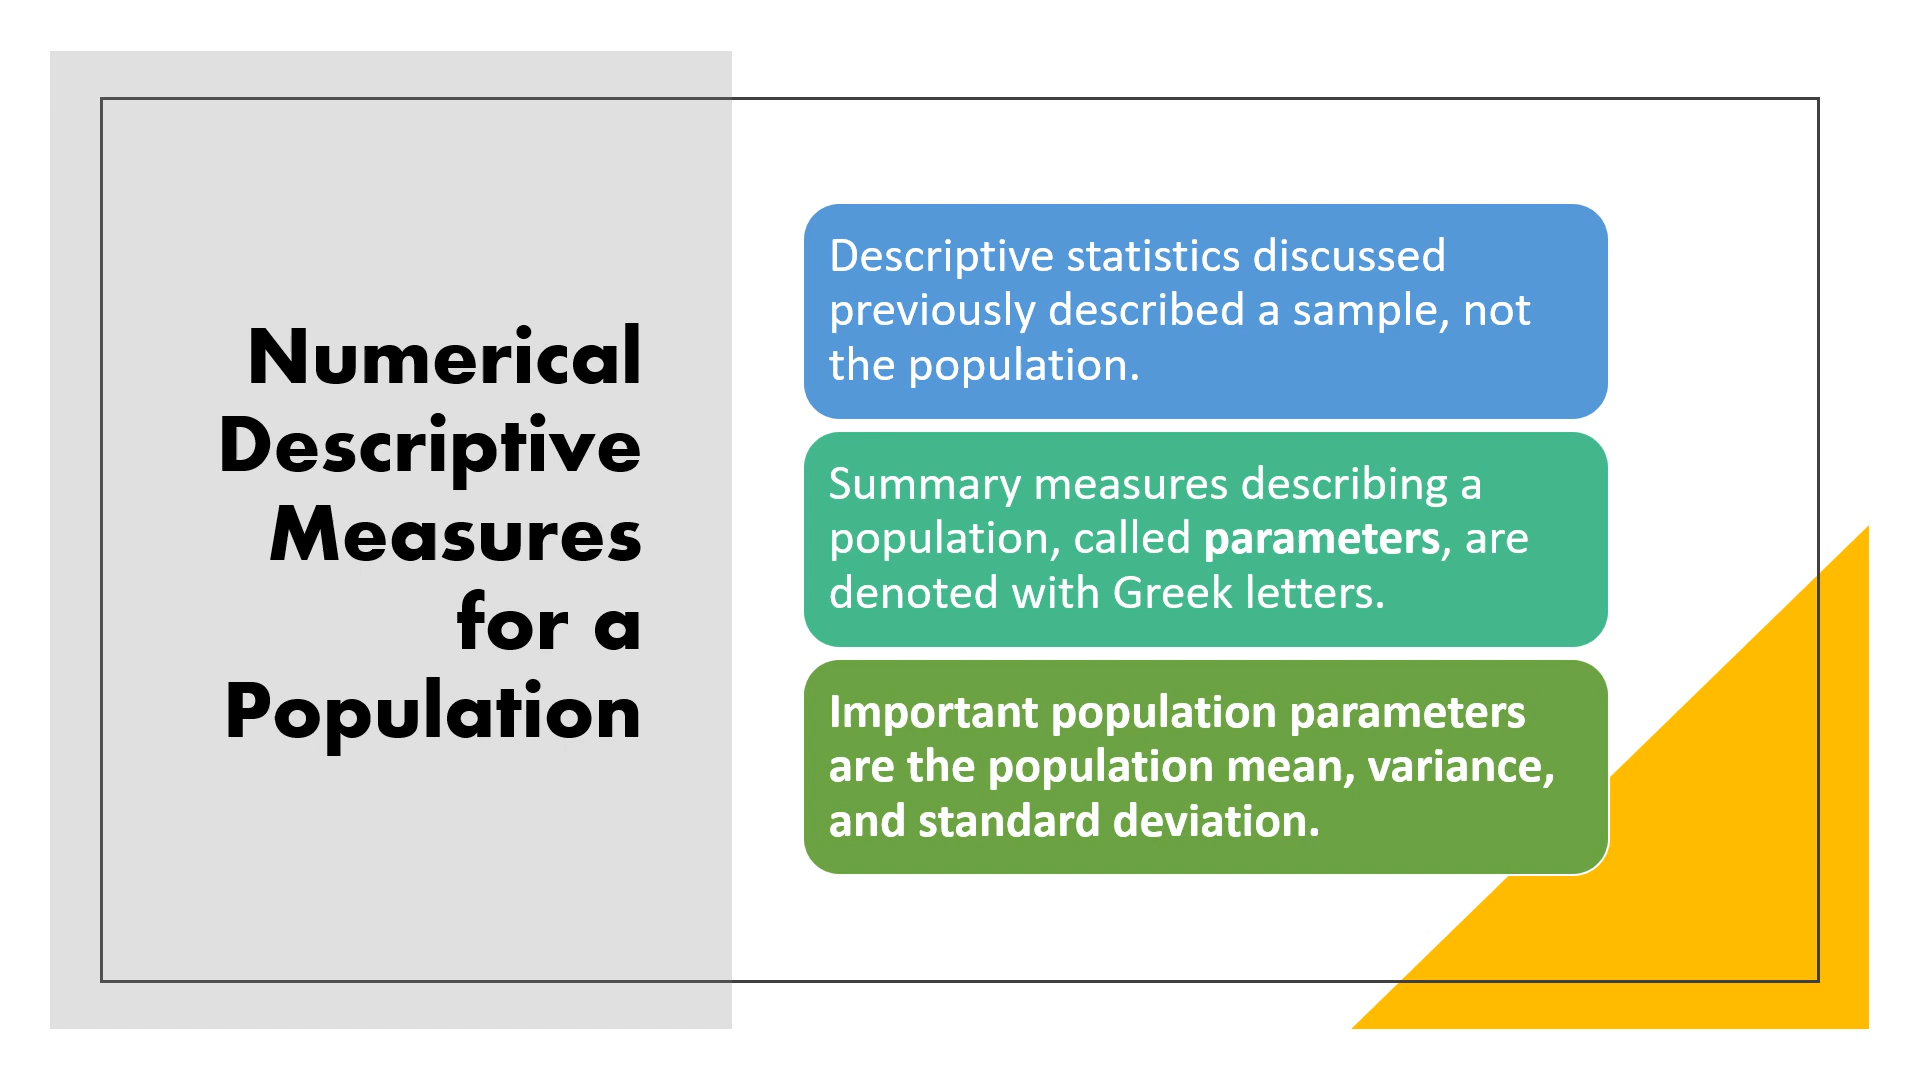 Numerical
Descriptive
Measures
for a
Population
Descriptive statistics discussed
previously described a sample, not
the population.
Summary measures describing a
population, called parameters, are
denoted with Greek letters.
Important population parameters
are the population mean, variance,
and standard deviation.